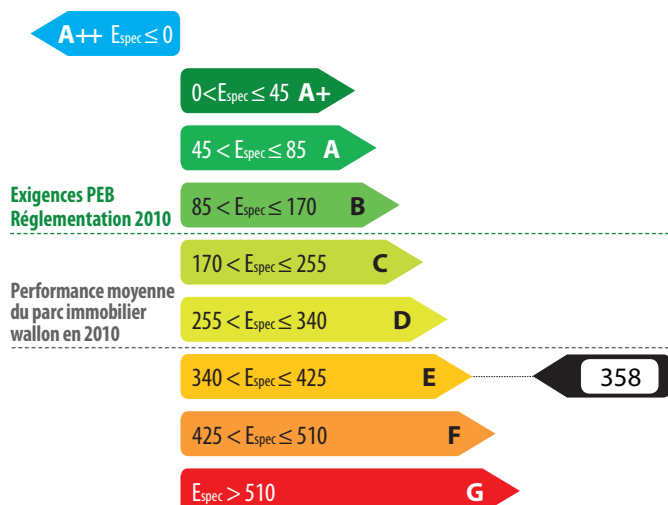 A++ Espec ≤ 0
0<Espec ≤ 45 A+
45 < Espec ≤ 85 A
Exigences PEB
Réglementation 2010
85 < Espec ≤ 170 B
170 < Espec ≤ 255 C
Performance moyenne
du parc immobilier
wallon en 2010
255 < Espec ≤ 340 D
340 < Espec ≤ 425 E
358
425 < Espec ≤ 510 F
Espec > 510 G